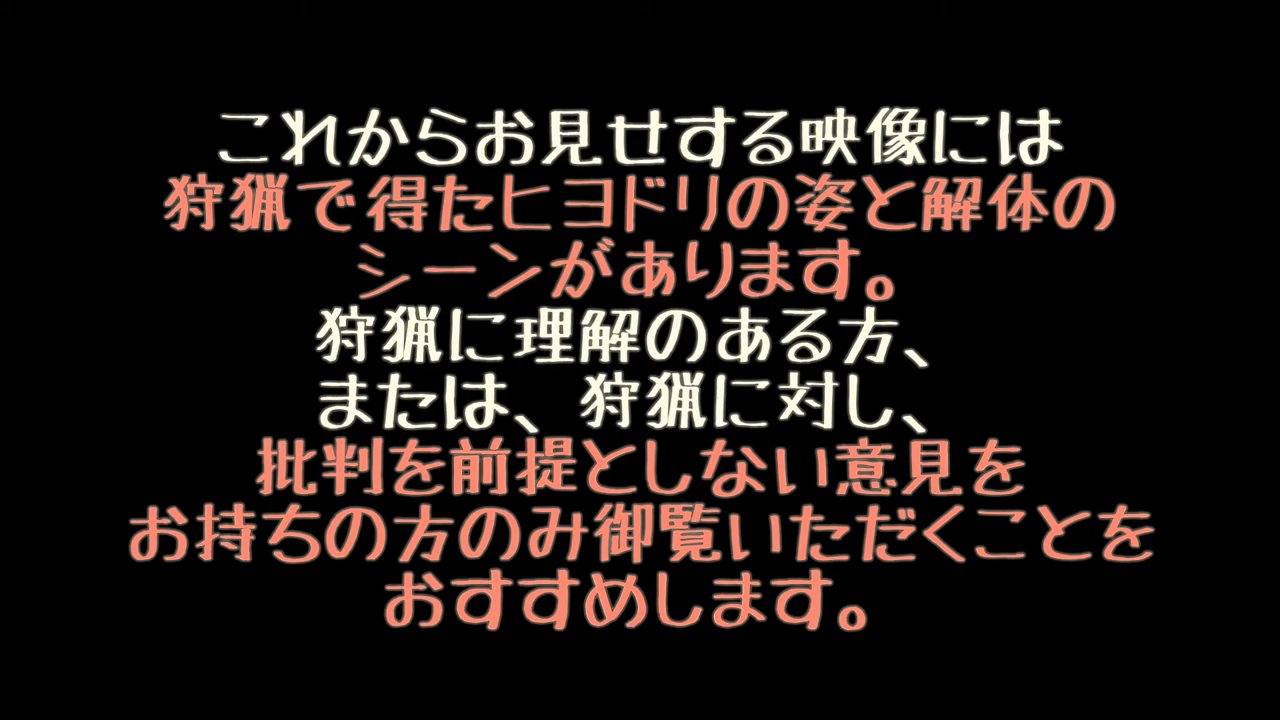 これからお見せする映像には
狩猟で得たヒヨドリの姿と解体の
シーンがあります。
狩猟に理解のある方、
または、狩猟に対し、
批判を前提としない意見を
お持ちの方のみ御覧いただくことを
おすすめします。